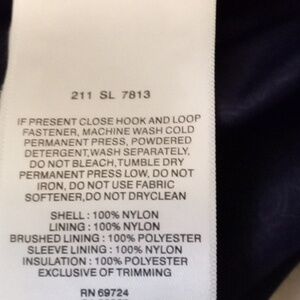 211 SL 7813
IF PRESENT CLOSE HOOK AND LOOP
FASTENER, MACHINE WASH COLD
PERMANENT PRESS, POWDERED
DETERGENT,WASH SEPARATELY,
DO NOT BLEACH,TUMBLE DRY
PERMANENT PRESS LOW, DO NOT
IRON, DO NOT USE FABRIC
SOFTENER,DO NOT DRYCLEAN
SHELL : 100% NYLON
LINING : 100% NYLON
BRUSHED LINING : 100% POLYESTER
SLEEVE LINING : 100% NYLON
INSULATION : 100% POLYESTER
EXCLUSIVE OF TRIMMING
RN 69724